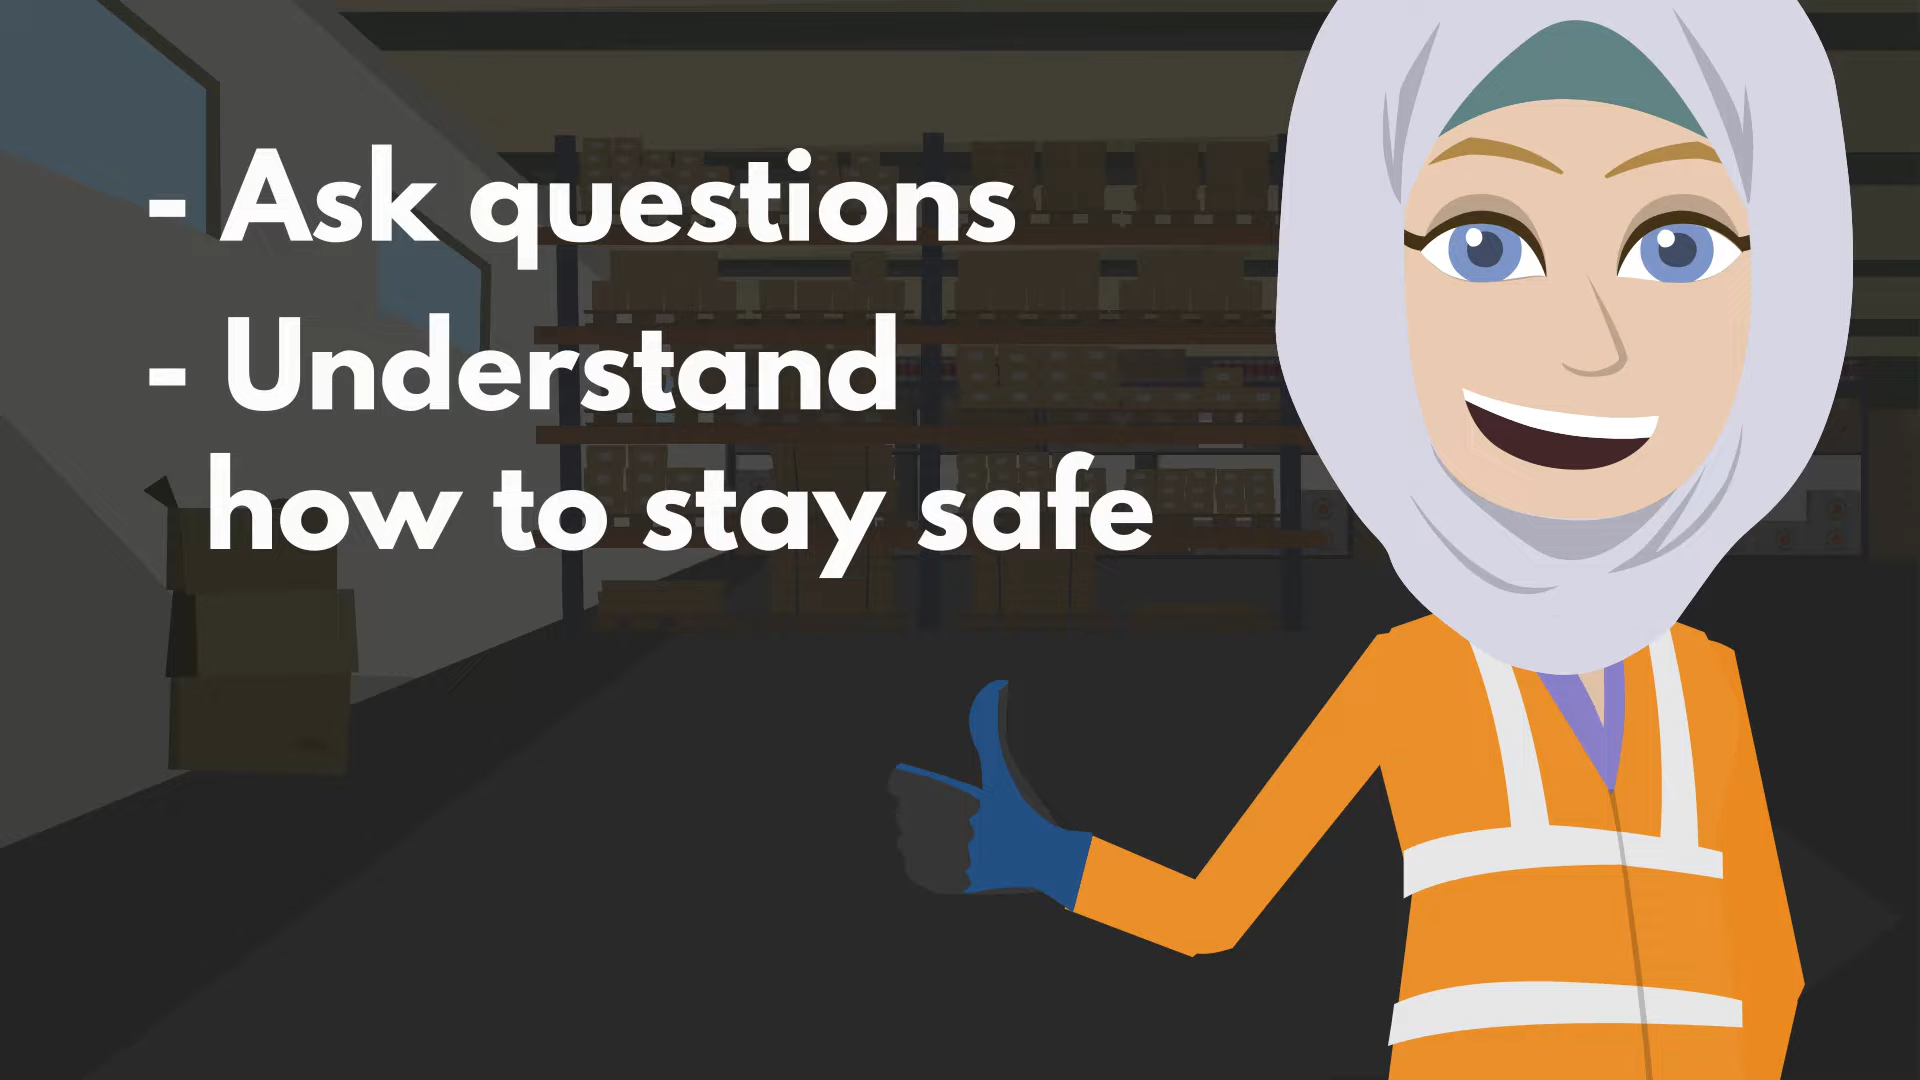 - Ask questions
- Understand
how to stay safe